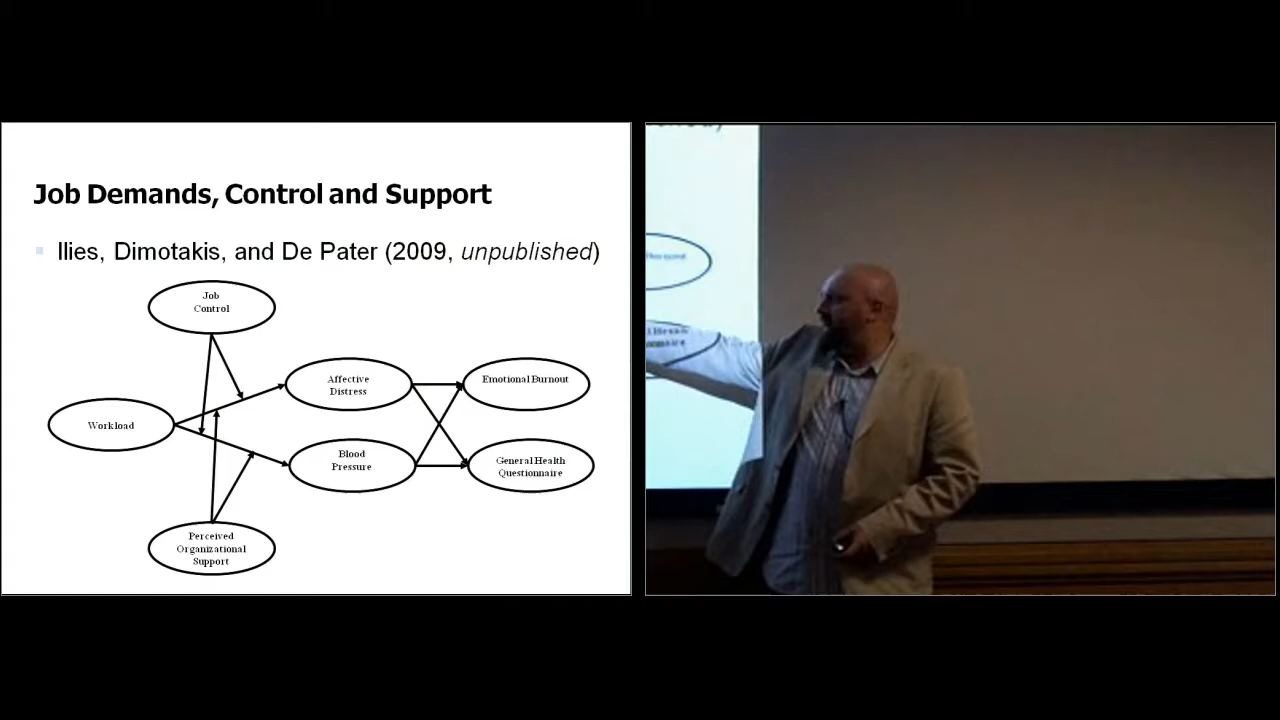 Job Demands, Control and Support
Ilies, Dimotakis, and De Pater (2009, unpublished)
Job
Control
Affective
Distress
Emotional Burnout
Workload
Blood
Pressure
General Health
Questionnaire
Perceived
Organizational
Support